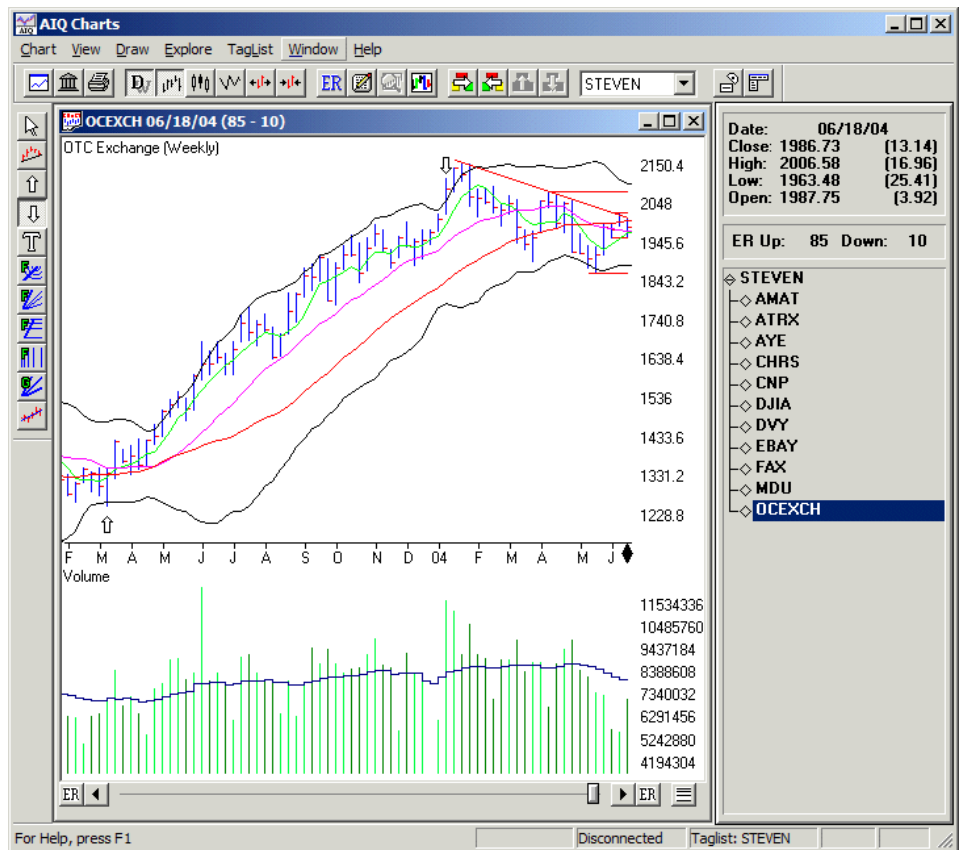 AIQ Charts
Chart View Draw Explore TagList Window Help
ER STEVEN
OCEXCH 06/18/04 (85 - 10)
OTC Exchange (Weekly)
2150.4
2048
1945.6
1843.2
1740.8
1638.4
1536
1433.6
1331.2
1228.8
F M A M J J A S O N D 04 F M A M J
Volume
11534336
10485760
9437184
8388608
7340032
6291456
5242880
4194304
ER ER
Date: 06/18/04
Close: 1986.73 (13.14)
High: 2006.58 (16.96)
Low: 1963.48 (25.41)
Open: 1987.75 (3.92)
ER Up: 85 Down: 10
STEVEN
AMAT
ATRX
AYE
CHRS
CNP
DJIA
DVY
EBAY
FAX
MDU
OCEXCH
For Help, press F1
Disconnected
Taglist: STEVEN